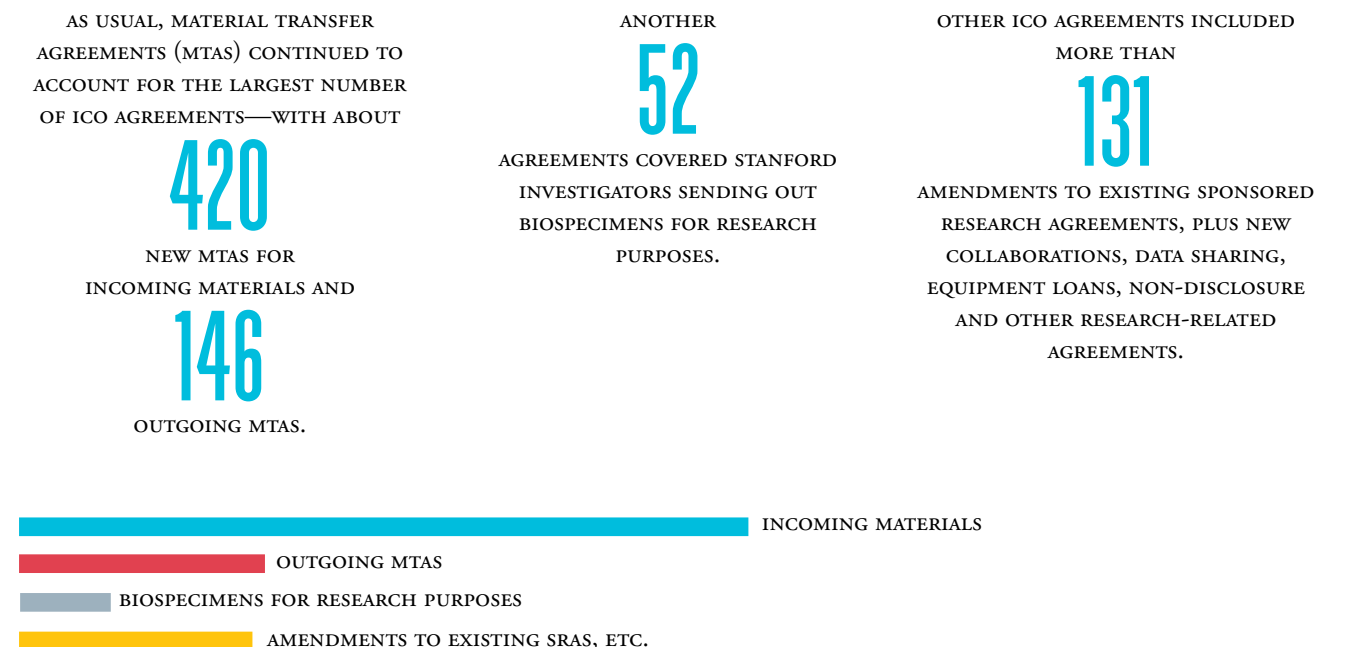 AS USUAL, MATERIAL TRANSFER
AGREEMENTS (MTAS) CONTINUED TO
ACCOUNT FOR THE LARGEST NUMBER
OF ICO AGREEMENTS—WITH ABOUT
420
NEW MTAS FOR
INCOMING MATERIALS AND
146
OUTGOING MTAS.
ANOTHER
52
AGREEMENTS COVERED STANFORD
INVESTIGATORS SENDING OUT
BIOSPECIMENS FOR RESEARCH
PURPOSES.
OTHER ICO AGREEMENTS INCLUDED
MORE THAN
131
AMENDMENTS TO EXISTING SPONSORED
RESEARCH AGREEMENTS, PLUS NEW
COLLABORATIONS, DATA SHARING,
EQUIPMENT LOANS, NON-DISCLOSURE
AND OTHER RESEARCH-RELATED
AGREEMENTS.
INCOMING MATERIALS
OUTGOING MTAS
BIOSPECIMENS FOR RESEARCH PURPOSES
AMENDMENTS TO EXISTING SRAS, ETC.